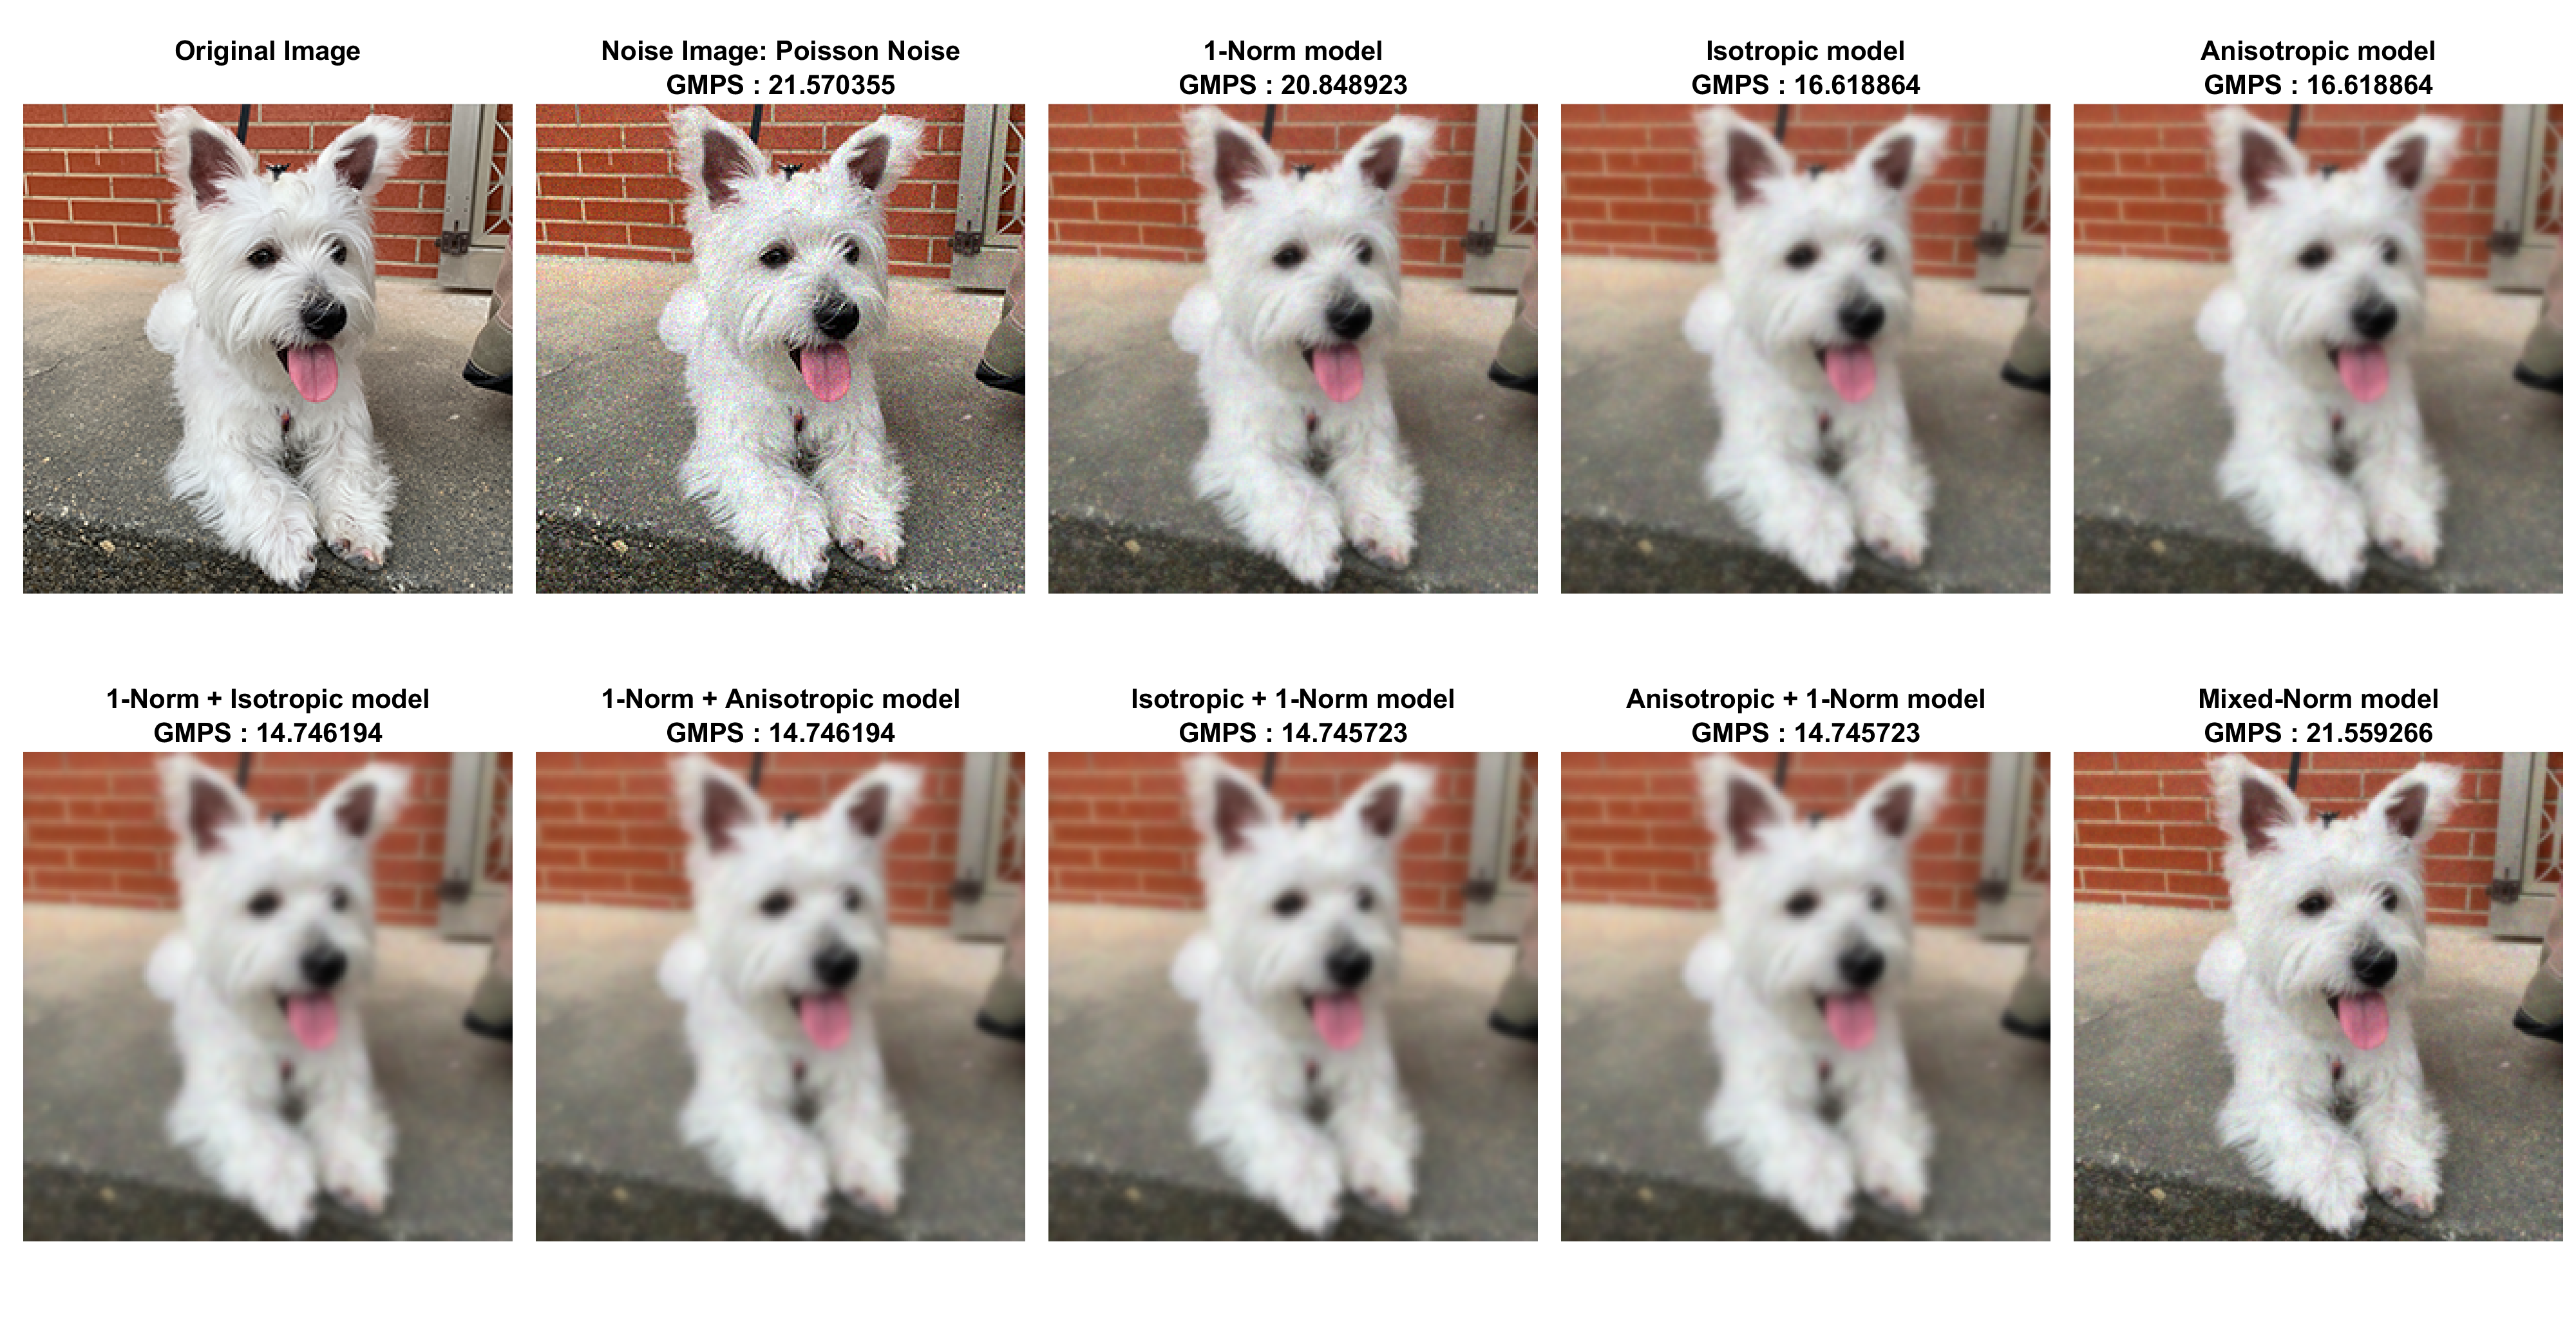 Original Image
Noise Image: Poisson Noise
GMPS : 21.570355
1-Norm model
GMPS : 20.848923
Isotropic model
GMPS : 16.618864
Anisotropic model
GMPS : 16.618864
1-Norm + Isotropic model
GMPS : 14.746194
1-Norm + Anisotropic model
GMPS : 14.746194
Isotropic + 1-Norm model
GMPS : 14.745723
Anisotropic + 1-Norm model
GMPS : 14.745723
Mixed-Norm model
GMPS : 21.559266